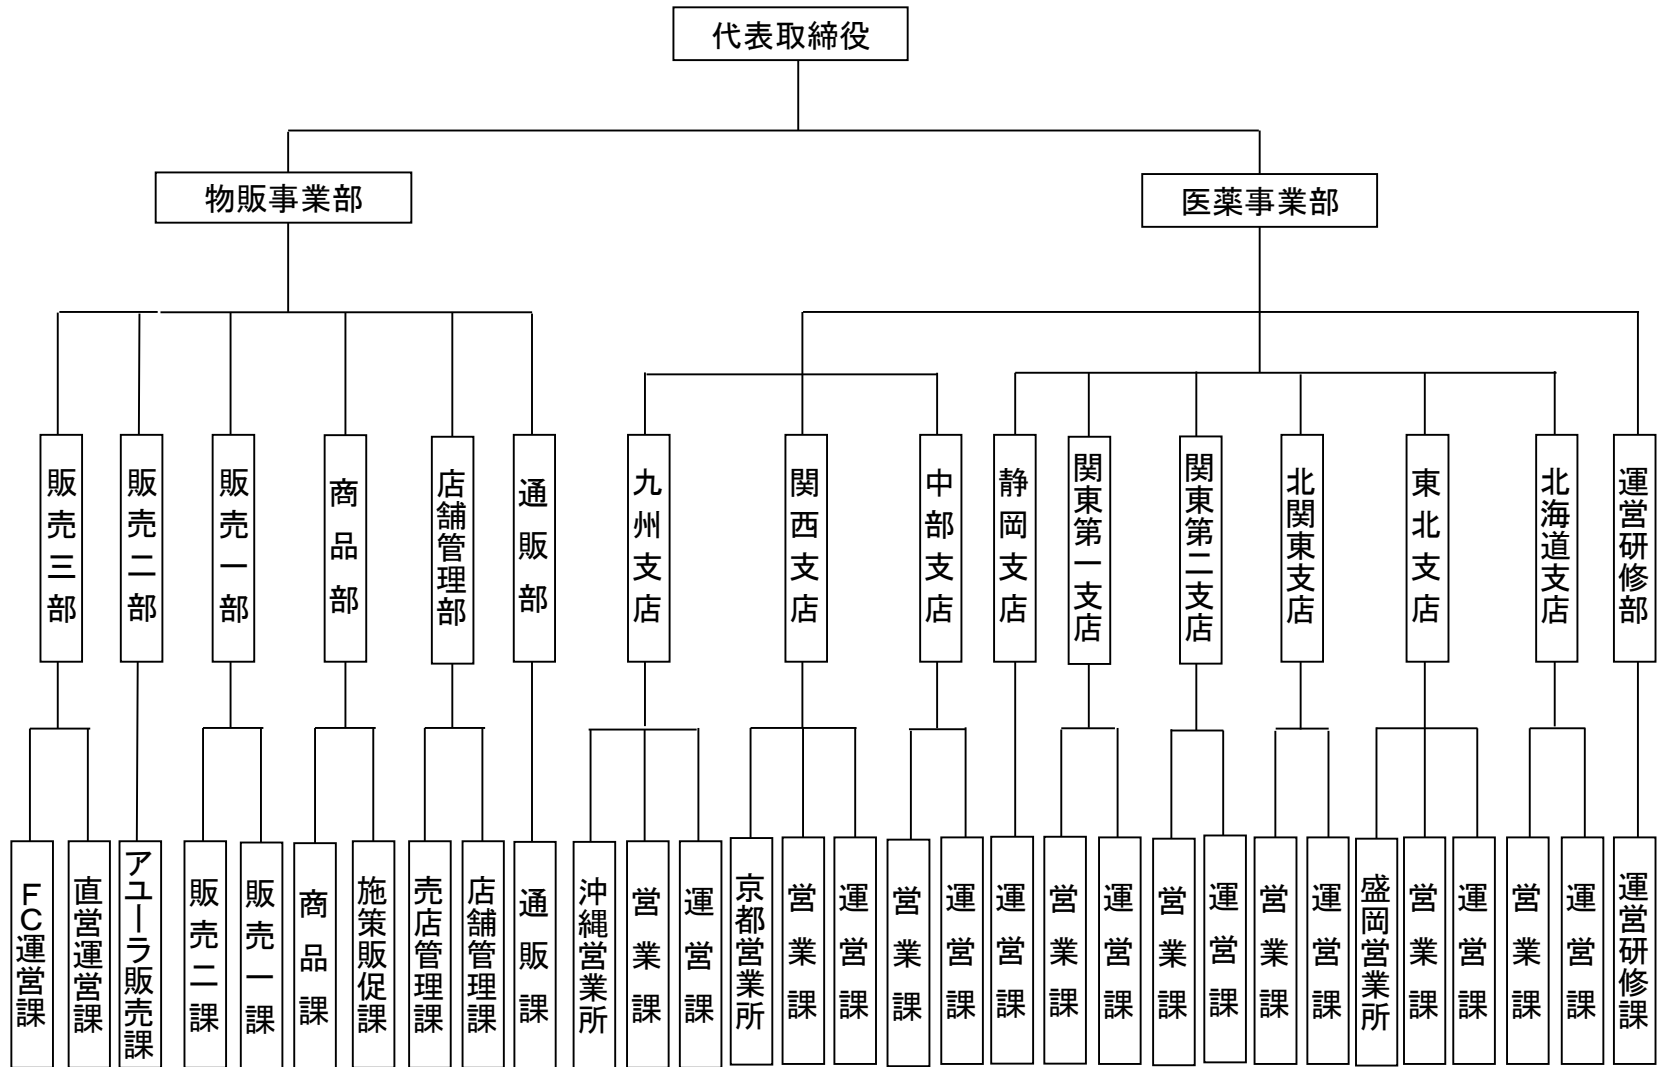 代表取締役
物販事業部
医薬事業部
販売三部
販売二部
販売一部
商品部
店舗管理部
通販部
九州支店
関西支店
中部支店
静岡支店
関東第一支店
関東第二支店
北関東支店
東北支店
北海道支店
運営研修部
ＦＣ運営課
直営運営課
アユーラ販売課
販売二課
販売一課
商品課
施策販促課
売店管理課
店舗管理課
通販課
沖縄営業所
営業課
運営課
京都営業所
営業課
運営課
営業課
運営課
運営課
営業課
運営課
営業課
運営課
営業課
運営課
盛岡営業所
営業課
運営課
営業課
運営課
運営研修課